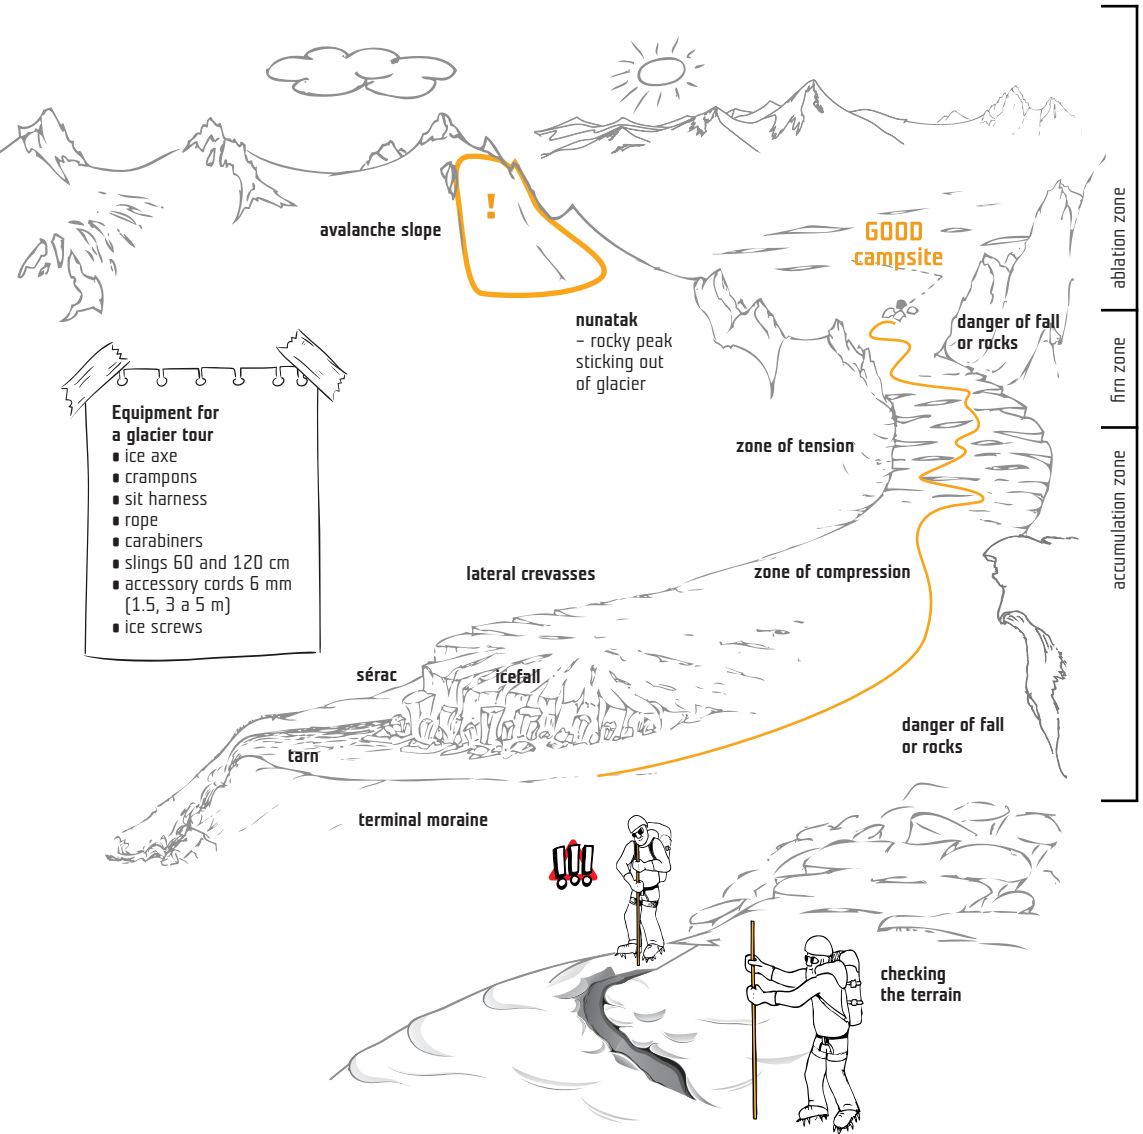 avalanche slope
!
GOOD
campsite
nunatak
– rocky peak
sticking out
of glacier
danger of fall
or rocks
ablation zone
firn zone
accumulation zone
Equipment for
a glacier tour
ice axe
crampons
sit harness
rope
carabiners
slings 60 and 120 cm
accessory cords 6 mm
(1.5, 3 a 5 m)
ice screws
zone of tension
lateral crevasses
zone of compression
sérac
icefall
tarn
danger of fall
or rocks
terminal moraine
!!!
checking
the terrain